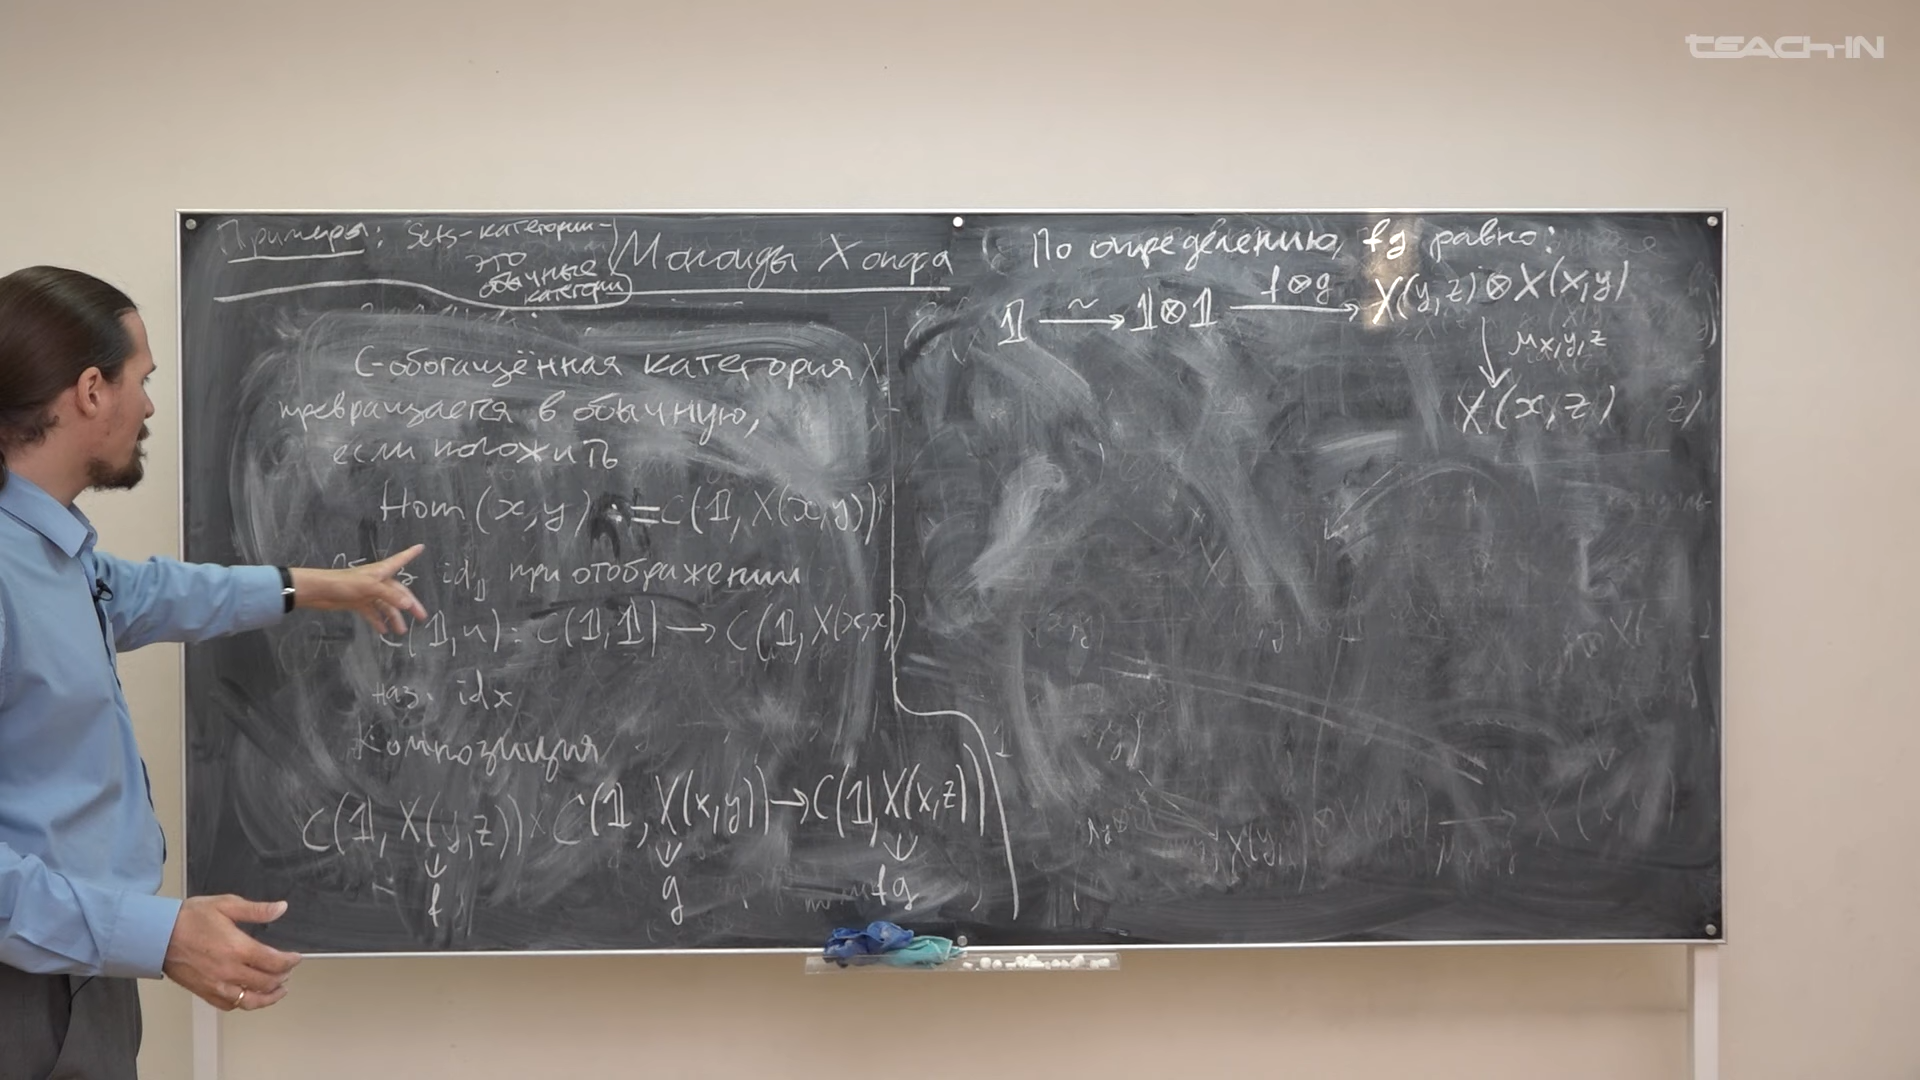 Примеры: Sets-категории-
это
обычные
категории
Моноиды Хопфа
C-обогащённая категория X
превращается в обычную,
если положить
Hom(x,y) := C(𝟙, X(x,y))
id𝟙 при отображении
C(𝟙,u): C(𝟙,𝟙) → C(𝟙, X(x,x))
наз. idx
Композиция
C(𝟙, X(y,z)) × C(𝟙, X(x,y)) → C(𝟙, X(x,z))
f g fg
По определению, fg равно:
𝟙 →~ 𝟙⊗𝟙 →f⊗g X(y,z)⊗X(x,y)
↓ μx,y,z
X(x,z)
TEACH-IN